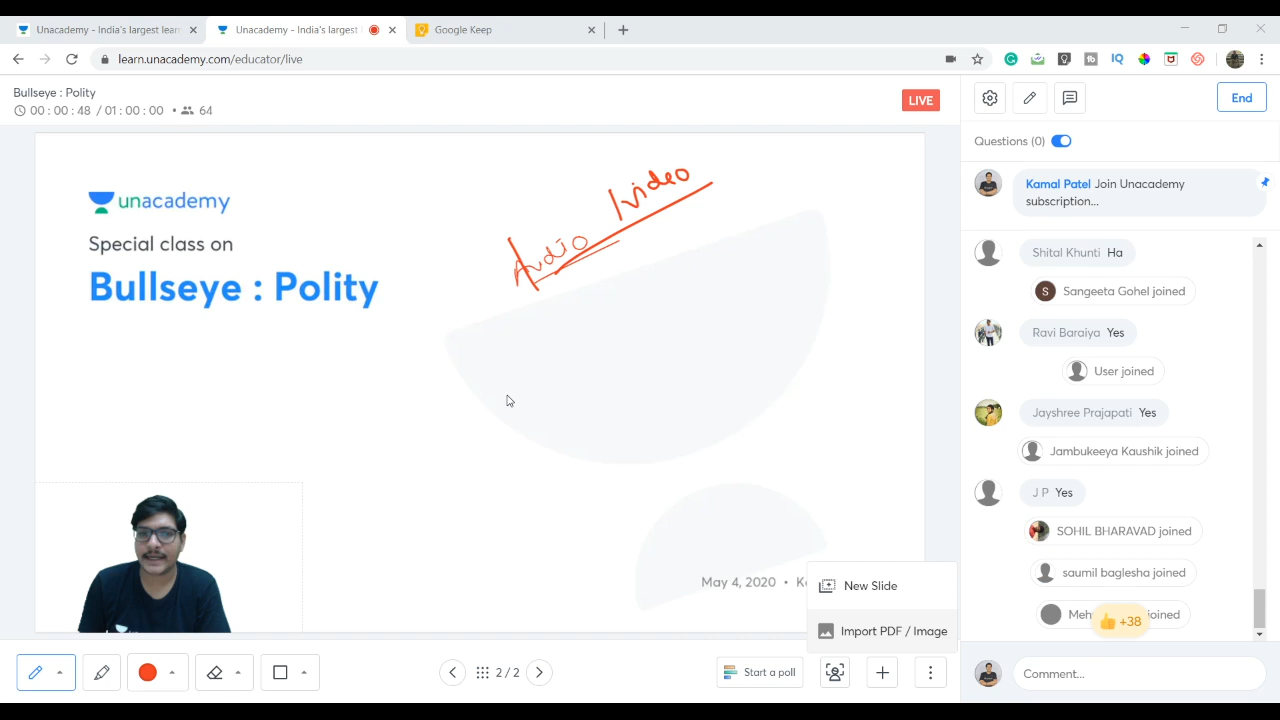 Unacademy - India's largest learn
Unacademy - India's largest
Google Keep
learn.unacademy.com/educator/live
Bullseye : Polity
00 : 00 : 48 / 01 : 00 : 00 • 64
LIVE
unacademy
Special class on
Bullseye : Polity
Audio / video
May 4, 2020 •
New Slide
Import PDF / Image
2 / 2
Start a poll
End
Questions (0)
Kamal Patel Join Unacademy
subscription...
Shital Khunti Ha
S Sangeeta Gohel joined
Ravi Baraiya Yes
User joined
Jayshree Prajapati Yes
Jambukeeya Kaushik joined
J P Yes
SOHIL BHARAVAD joined
saumil baglesha joined
joined
+38
Comment...